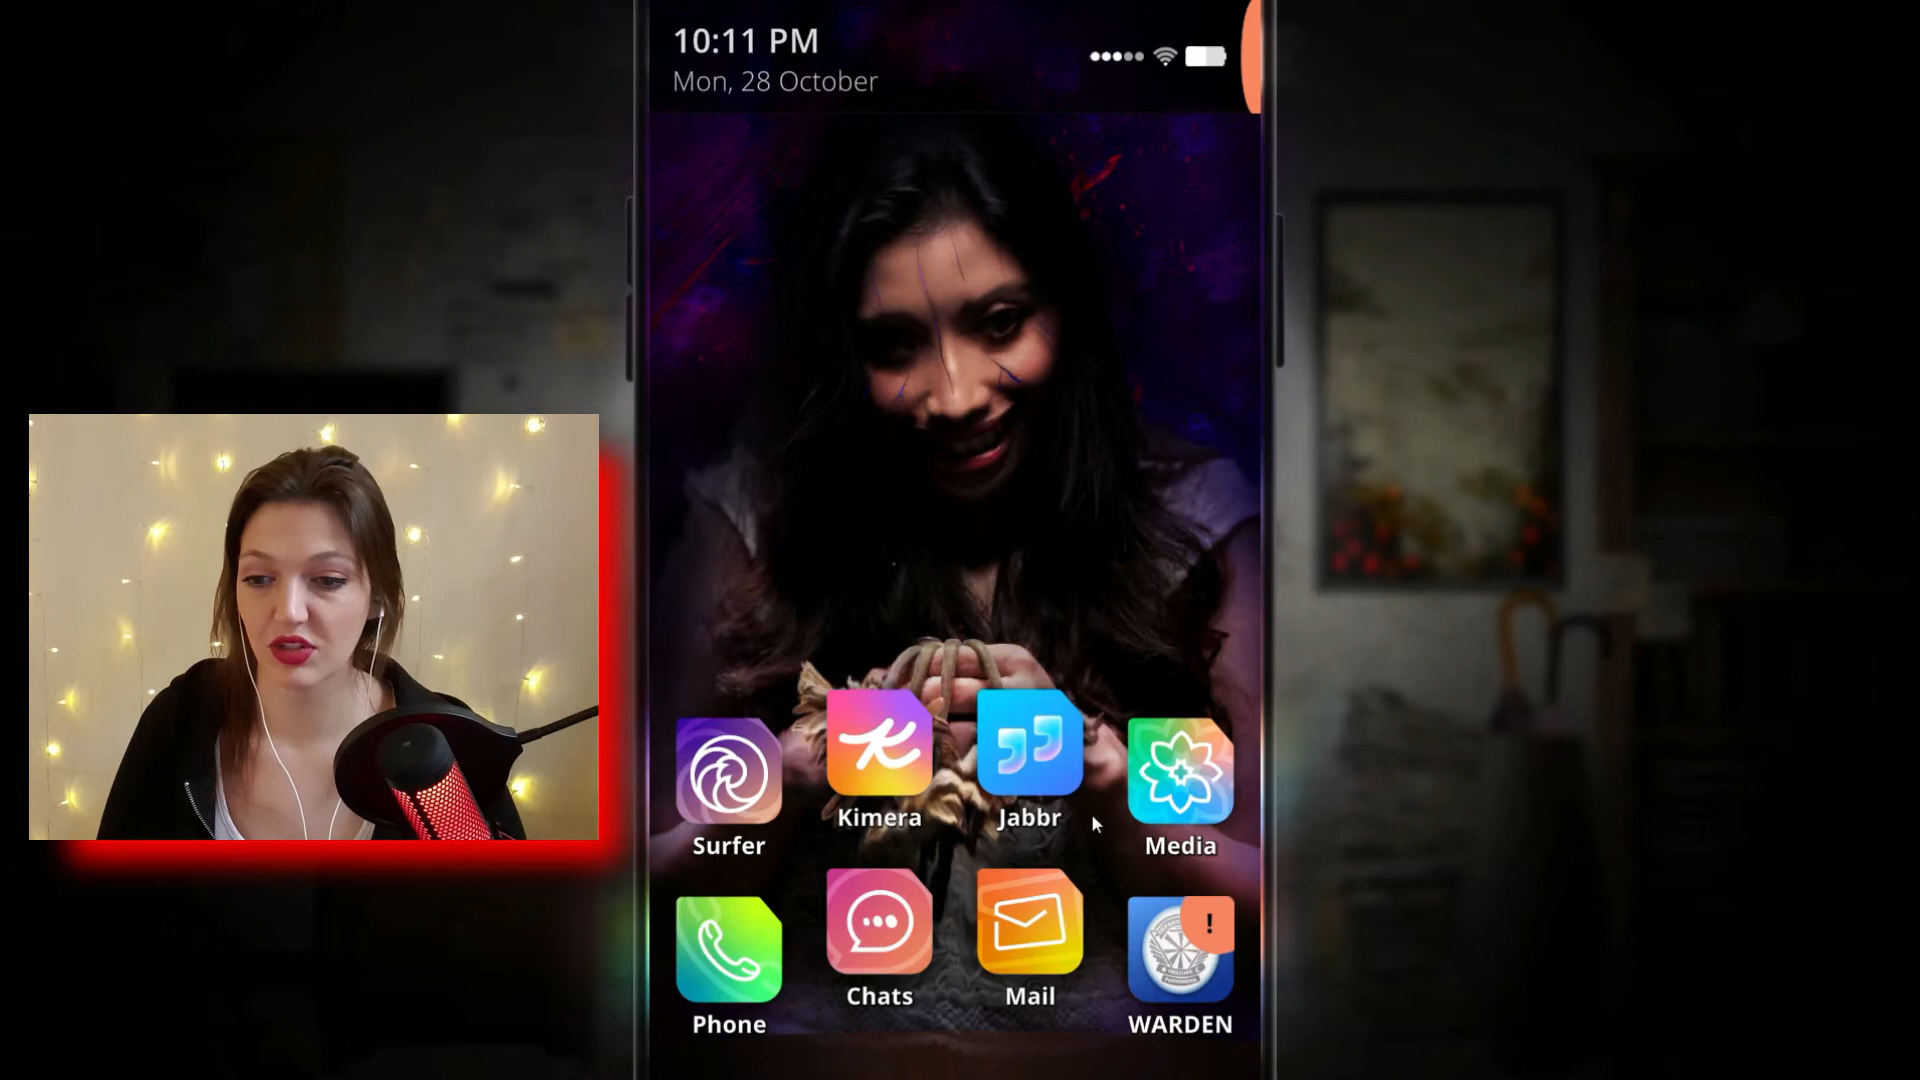 10:11 PM
Mon, 28 October
Kimera
Jabbr
Surfer
Media
!
Chats
Mail
Phone
WARDEN